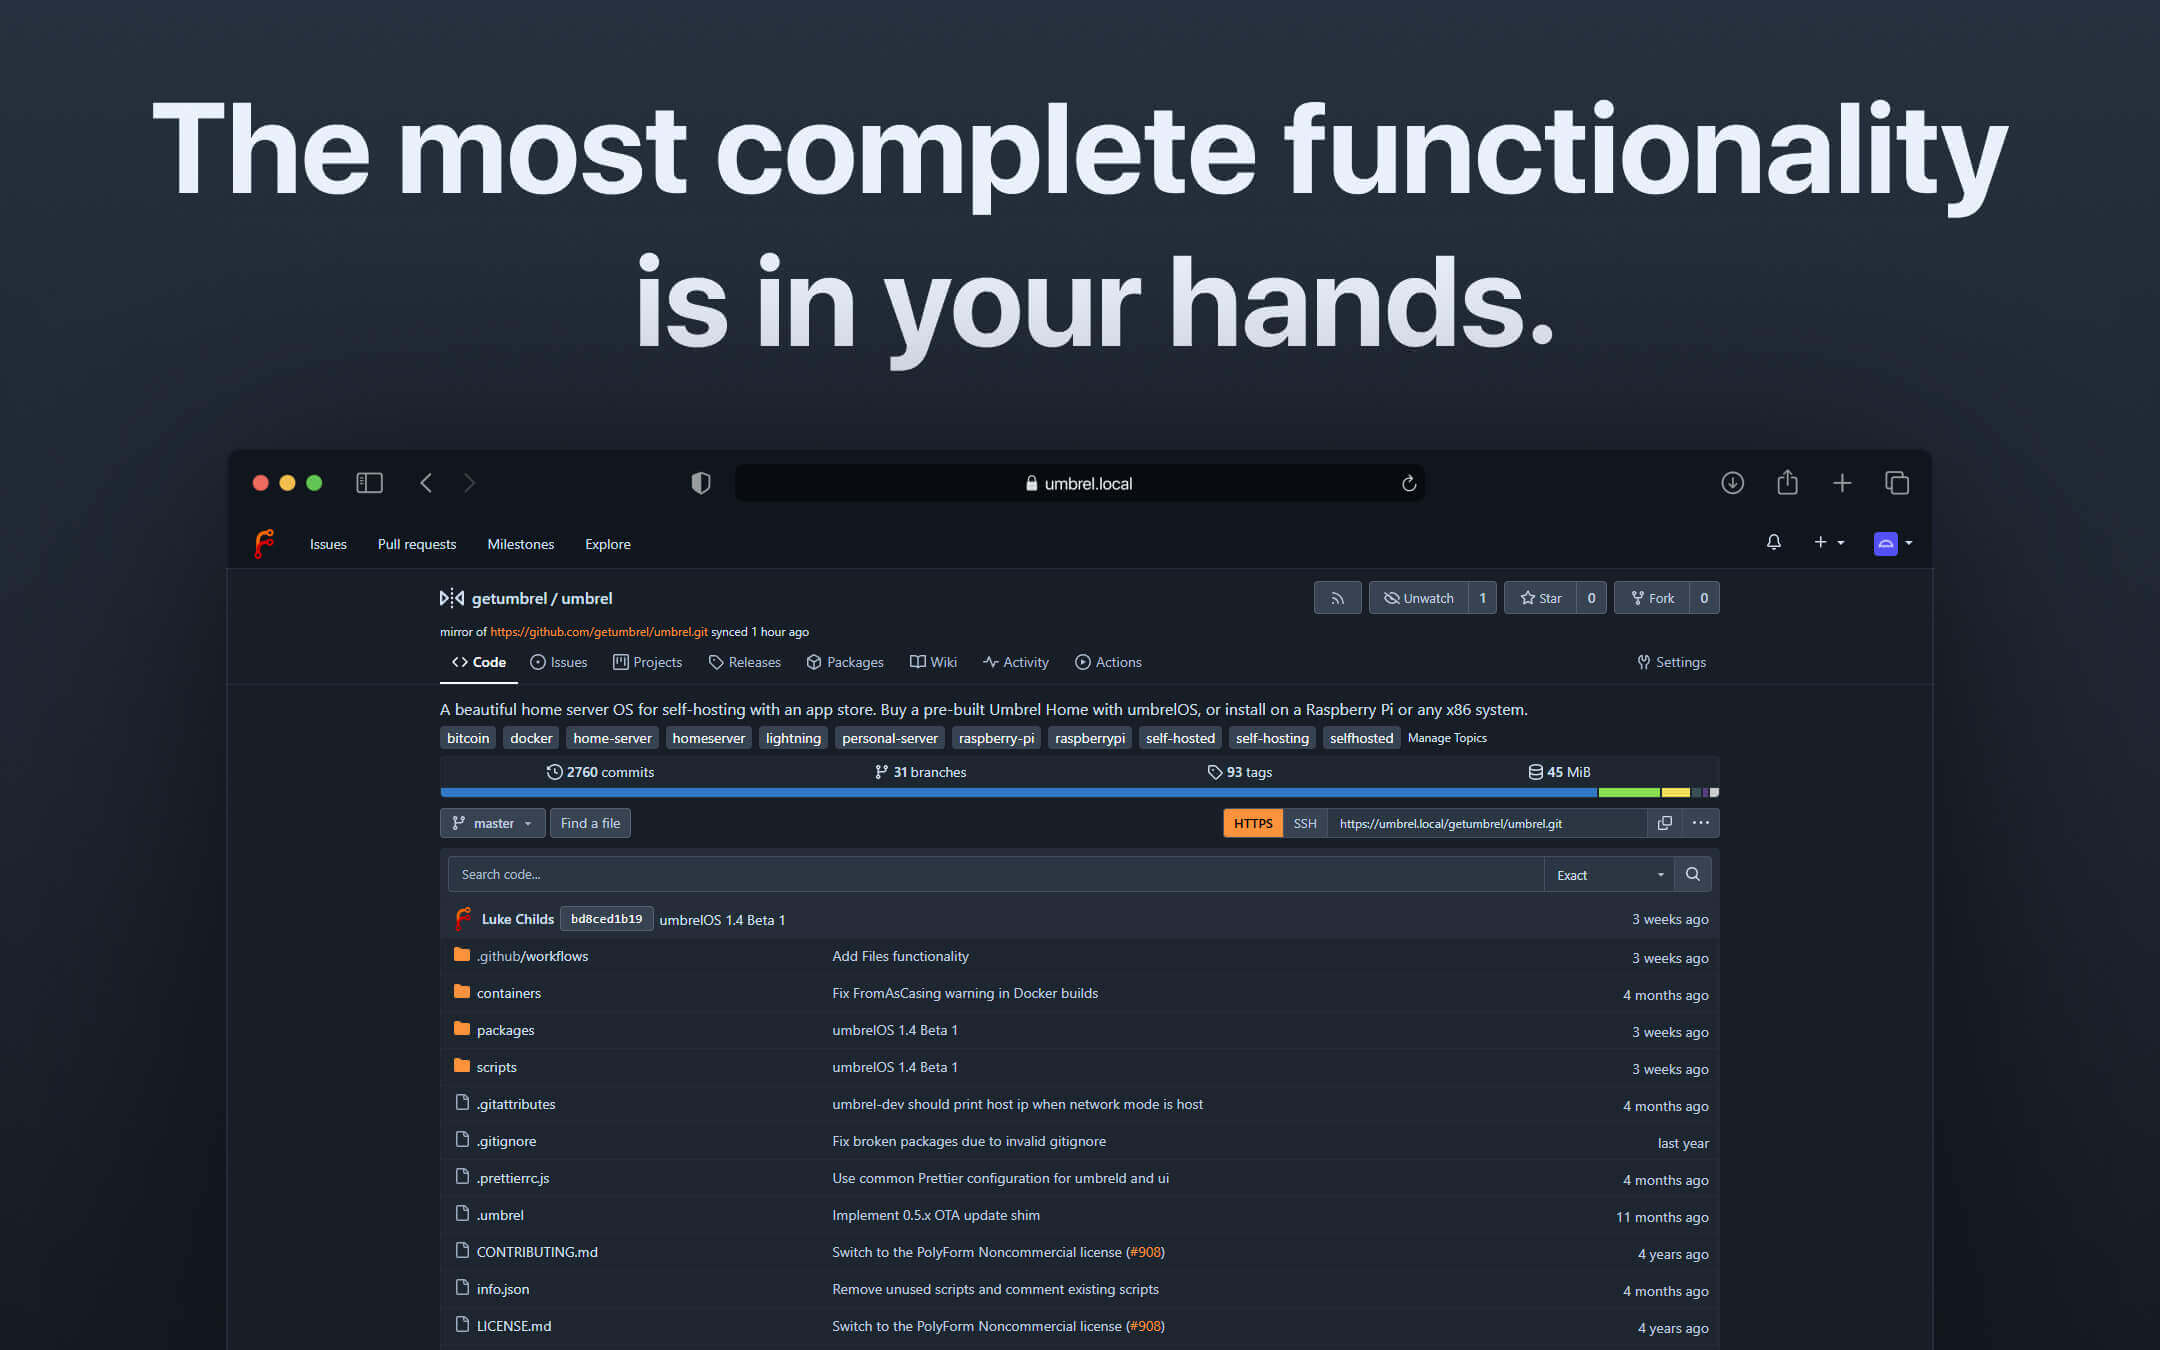 The most complete functionality
is in your hands.
umbrel.local
Issues Pull requests Milestones Explore
getumbrel / umbrel
Unwatch 1 Star 0 Fork 0
mirror of https://github.com/getumbrel/umbrel.git synced 1 hour ago
Code Issues Projects Releases Packages Wiki Activity Actions Settings
A beautiful home server OS for self-hosting with an app store. Buy a pre-built Umbrel Home with umbrelOS, or install on a Raspberry Pi or any x86 system.
bitcoin docker home-server homeserver lightning personal-server raspberry-pi raspberrypi self-hosted self-hosting selfhosted Manage Topics
2760 commits 31 branches 93 tags 45 MiB
master Find a file HTTPS SSH https://umbrel.local/getumbrel/umbrel.git
Search code... Exact
Luke Childs bd8ced1b19 umbrelOS 1.4 Beta 1 3 weeks ago
.github/workflows Add Files functionality 3 weeks ago
containers Fix FromAsCasing warning in Docker builds 4 months ago
packages umbrelOS 1.4 Beta 1 3 weeks ago
scripts umbrelOS 1.4 Beta 1 3 weeks ago
.gitattributes umbrel-dev should print host ip when network mode is host 4 months ago
.gitignore Fix broken packages due to invalid gitignore last year
.prettierrc.js Use common Prettier configuration for umbreld and ui 4 months ago
.umbrel Implement 0.5.x OTA update shim 11 months ago
CONTRIBUTING.md Switch to the PolyForm Noncommercial license (#908) 4 years ago
info.json Remove unused scripts and comment existing scripts 4 months ago
LICENSE.md Switch to the PolyForm Noncommercial license (#908) 4 years ago